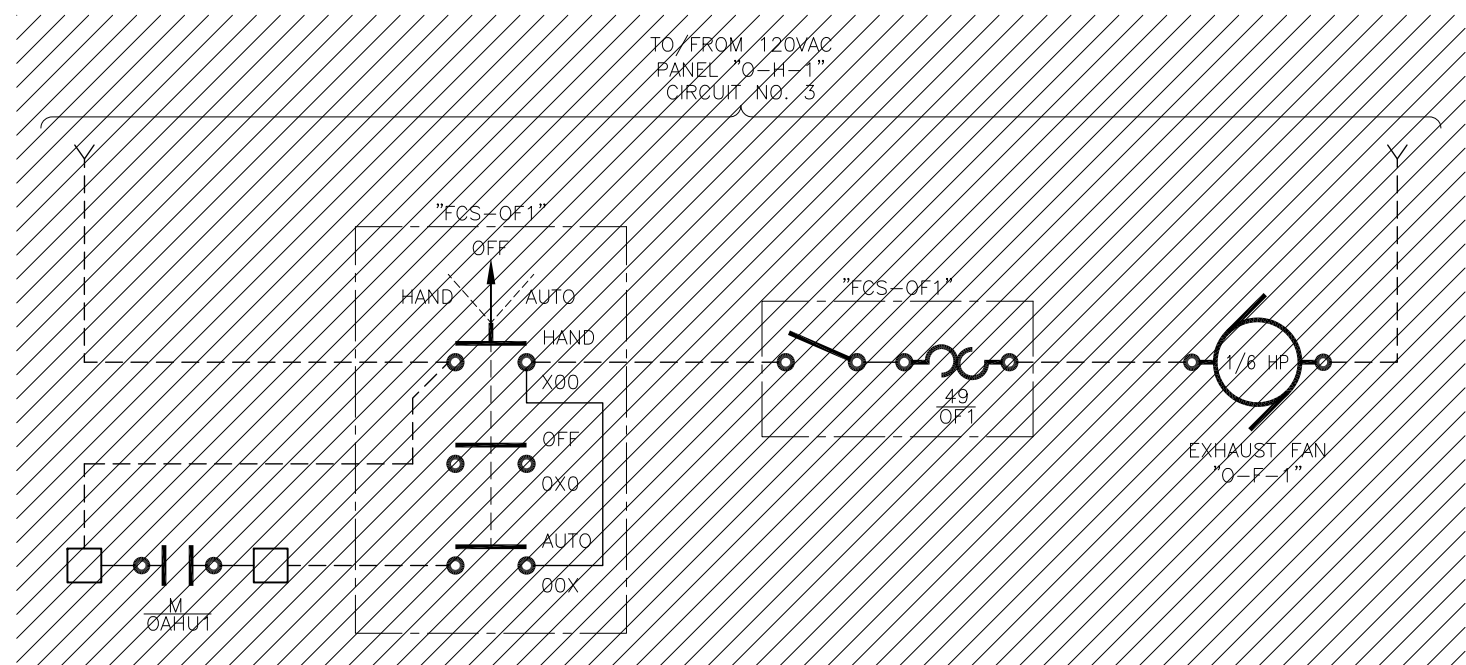 TO/FROM 120VAC
PANEL "O-H-1"
CIRCUIT NO. 3
"FCS-OF1"
OFF
HAND
AUTO
HAND
X00
OFF
0X0
AUTO
00X
"FCS-OF1"
49
OF1
1/6 HP
EXHAUST FAN
"O-F-1"
M
OAHU1